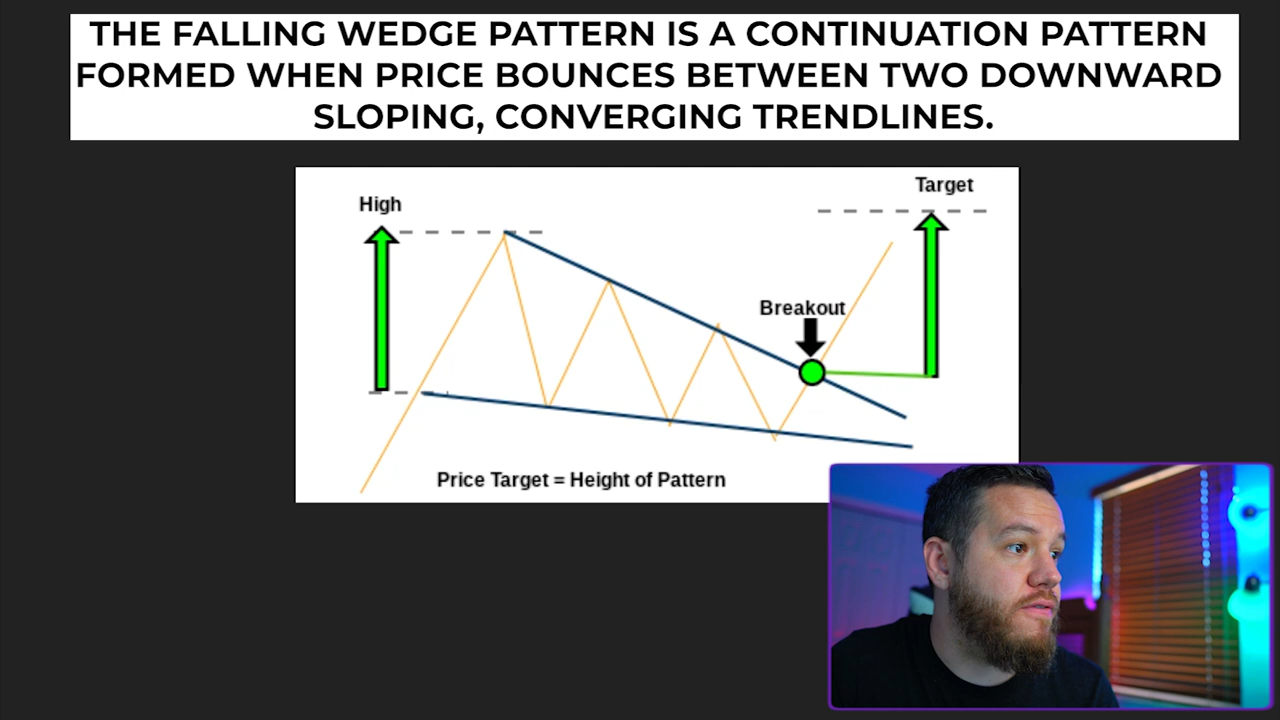 THE FALLING WEDGE PATTERN IS A CONTINUATION PATTERN
FORMED WHEN PRICE BOUNCES BETWEEN TWO DOWNWARD
SLOPING, CONVERGING TRENDLINES.
Target
High
Breakout
Price Target = Height of Pattern